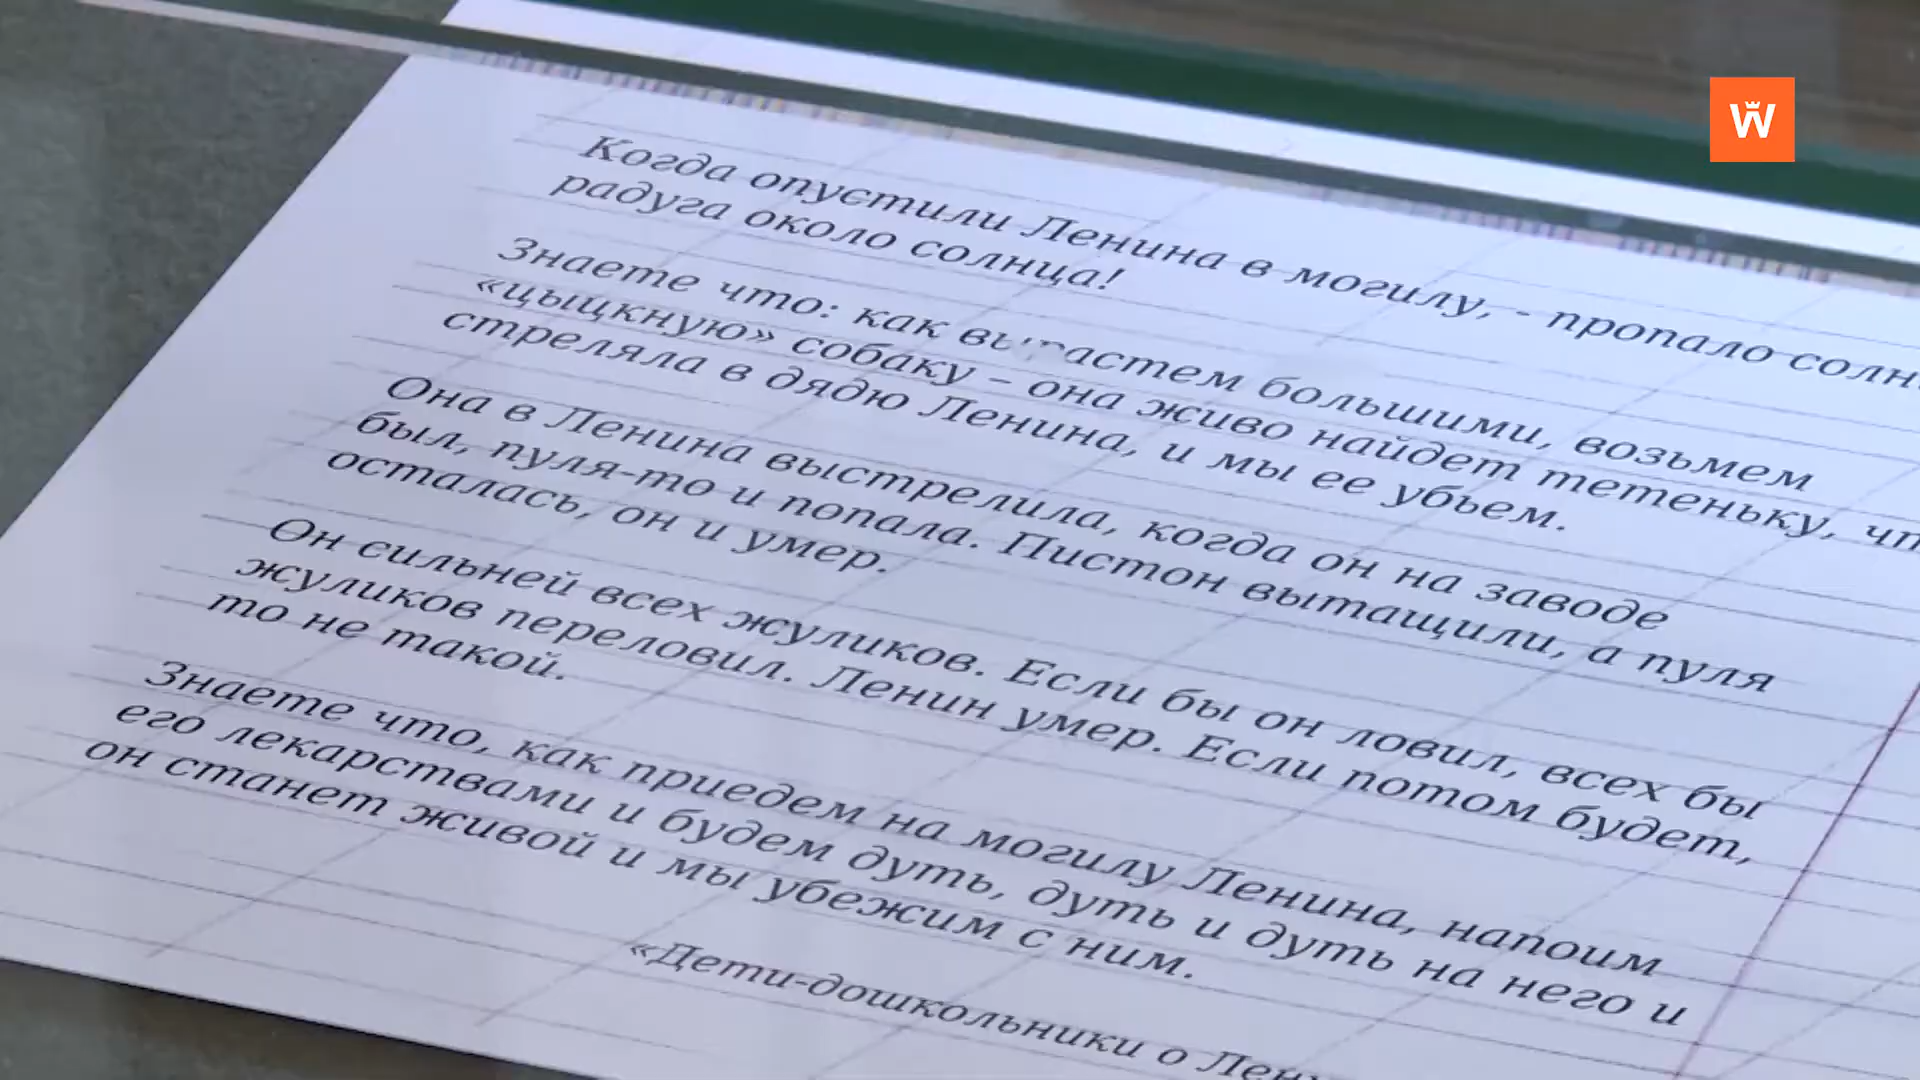 Когда опустили Ленина в могилу, - пропало солн
радуга около солнца!
Знаете что: как вырастем большими, возьмем
«цыцкную» собаку – она живо найдет тетеньку, чт
стреляла в дядю Ленина, и мы ее убьем.
Она в Ленина выстрелила, когда он на заводе
был, пуля-то и попала. Пистон вытащили, а пуля
осталась, он и умер.
Он сильней всех жуликов. Если бы он ловил, всех бы
жуликов переловил. Ленин умер. Если потом будет,
то не такой.
Знаете что, как приедем на могилу Ленина, напоим
его лекарствами и будем дуть, дуть и дуть на него и
он станет живой и мы убежим с ним.
«Дети-дошкольники о Лен
W